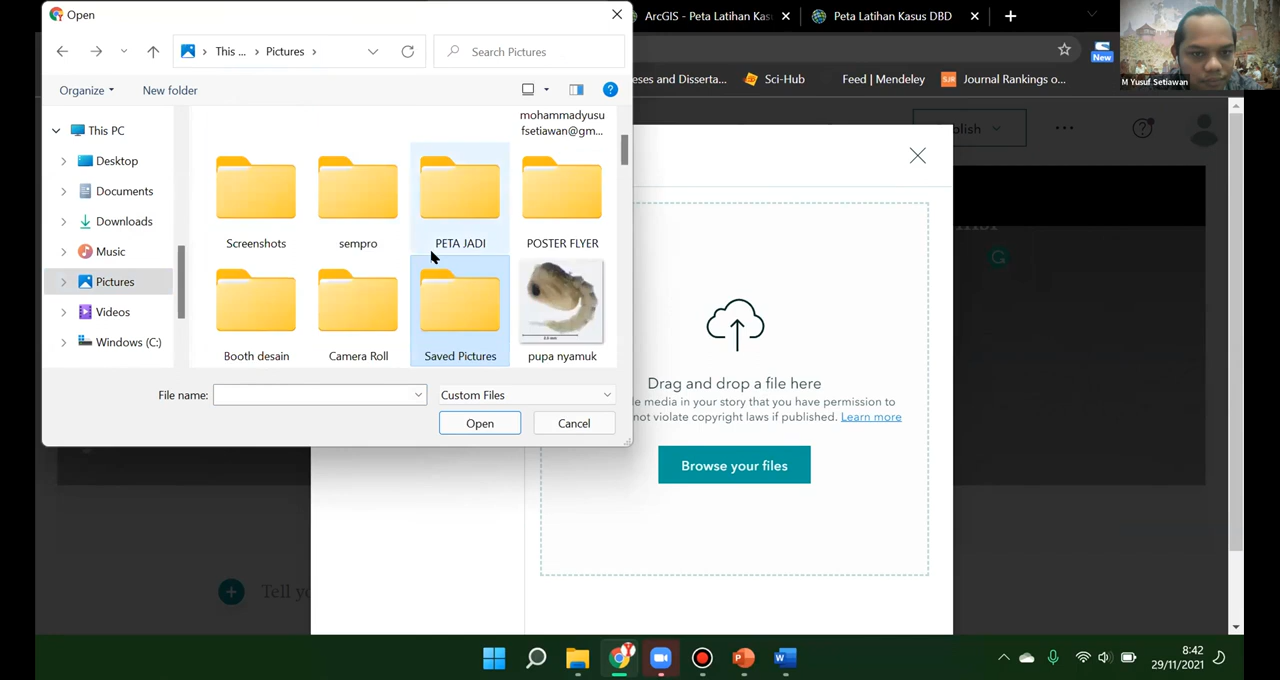 Open
ArcGIS - Peta Latihan Kas
Peta Latihan Kasus DBD
New
M Yusuf Setiawan
This ...
Pictures
Search Pictures
eses and Disserta...
Sci-Hub
Feed | Mendeley
SJR
Journal Rankings o...
Organize
New folder
This PC
Desktop
Documents
Downloads
Music
Pictures
Videos
Windows (C:)
mohammadyusu
fsetiawan@gm...
Screenshots
sempro
PETA JADI
POSTER FLYER
Booth desain
Camera Roll
Saved Pictures
pupa nyamuk
File name:
Custom Files
Open
Cancel
blish
Drag and drop a file here
e media in your story that you have permission to
not violate copyright laws if published. Learn more
Browse your files
Tell yo
8:42
29/11/2021